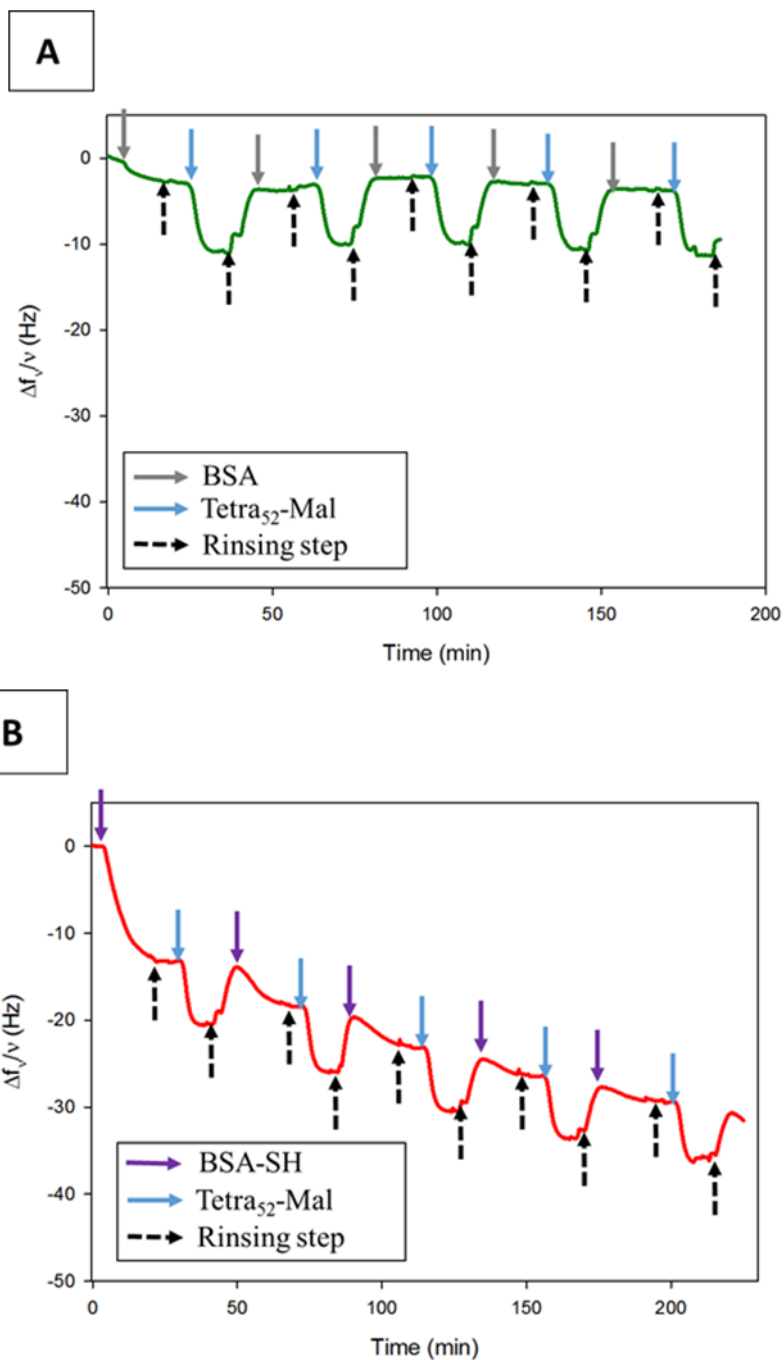 A
0
-10
-20
-30
-40
-50
Δfᵥ/ν (Hz)
BSA
Tetra₅₂-Mal
Rinsing step
0 50 100 150 200
Time (min)
B
0
-10
-20
-30
-40
-50
Δfᵥ/ν (Hz)
BSA-SH
Tetra₅₂-Mal
Rinsing step
0 50 100 150 200
Time (min)